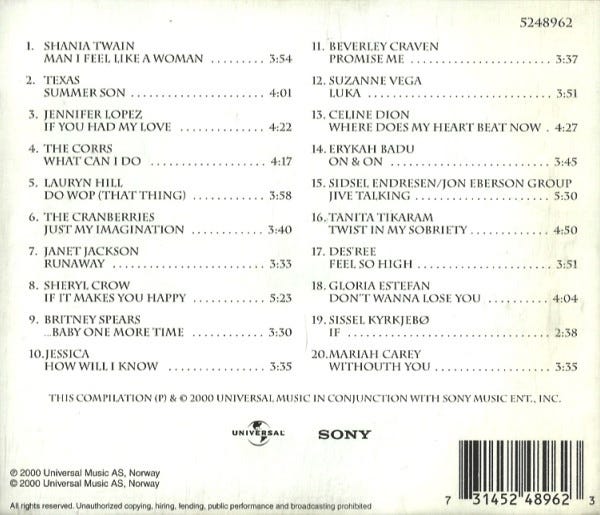 5248962
1. SHANIA TWAIN
MAN I FEEL LIKE A WOMAN ......... 3:54
2. TEXAS
SUMMER SON ......................... 4:01
3. JENNIFER LOPEZ
IF YOU HAD MY LOVE .............. 4:22
4. THE CORRS
WHAT CAN I DO ................... 4:17
5. LAURYN HILL
DO WOP (THAT THING) ............. 3:58
6. THE CRANBERRIES
JUST MY IMAGINATION ............. 3:40
7. JANET JACKSON
RUNAWAY ......................... 3:33
8. SHERYL CROW
IF IT MAKES YOU HAPPY ........... 5:23
9. BRITNEY SPEARS
...BABY ONE MORE TIME ........... 3:30
10. JESSICA
HOW WILL I KNOW ................ 3:35
11. BEVERLEY CRAVEN
PROMISE ME ...................... 3:37
12. SUZANNE VEGA
LUKA ............................ 3:51
13. CELINE DION
WHERE DOES MY HEART BEAT NOW . 4:27
14. ERYKAH BADU
ON & ON ......................... 3:45
15. SIDSEL ENDRESEN/JON EBERSON GROUP
JIVE TALKING .................... 5:30
16. TANITA TIKARAM
TWIST IN MY SOBRIETY ............ 4:50
17. DES'REE
FEEL SO HIGH .................... 3:51
18. GLORIA ESTEFAN
DON'T WANNA LOSE YOU ............ 4:04
19. SISSEL KYRKJEBØ
IF .............................. 2:38
20. MARIAH CAREY
WITHOUTH YOU .................... 3:35
THIS COMPILATION (P) & © 2000 UNIVERSAL MUSIC IN CONJUNCTION WITH SONY MUSIC ENT., INC.
UNIVERSAL SONY
℗ 2000 Universal Music AS, Norway
© 2000 Universal Music AS, Norway
All rights reserved. Unauthorized copying, hiring, lending, public performance and broadcasting prohibited
7 31452 48962 3